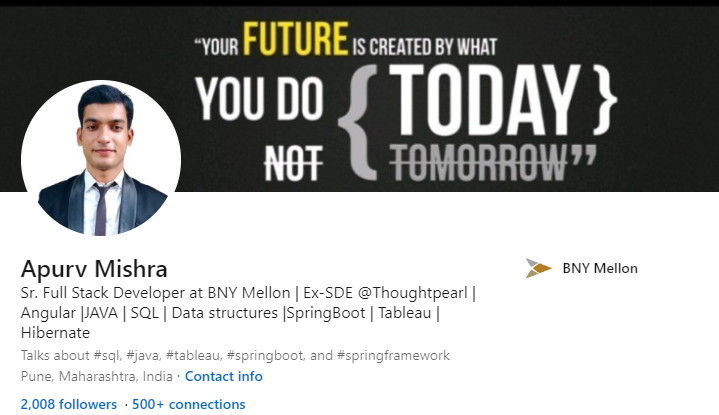 “YOUR FUTURE IS CREATED BY WHAT
YOU DO { TODAY }
NOT TOMORROW”
Apurv Mishra
BNY Mellon
Sr. Full Stack Developer at BNY Mellon | Ex-SDE @Thoughtpearl |
Angular |JAVA | SQL | Data structures |SpringBoot | Tableau |
Hibernate
Talks about #sql, #java, #tableau, #springboot, and #springframework
Pune, Maharashtra, India · Contact info
2,008 followers · 500+ connections